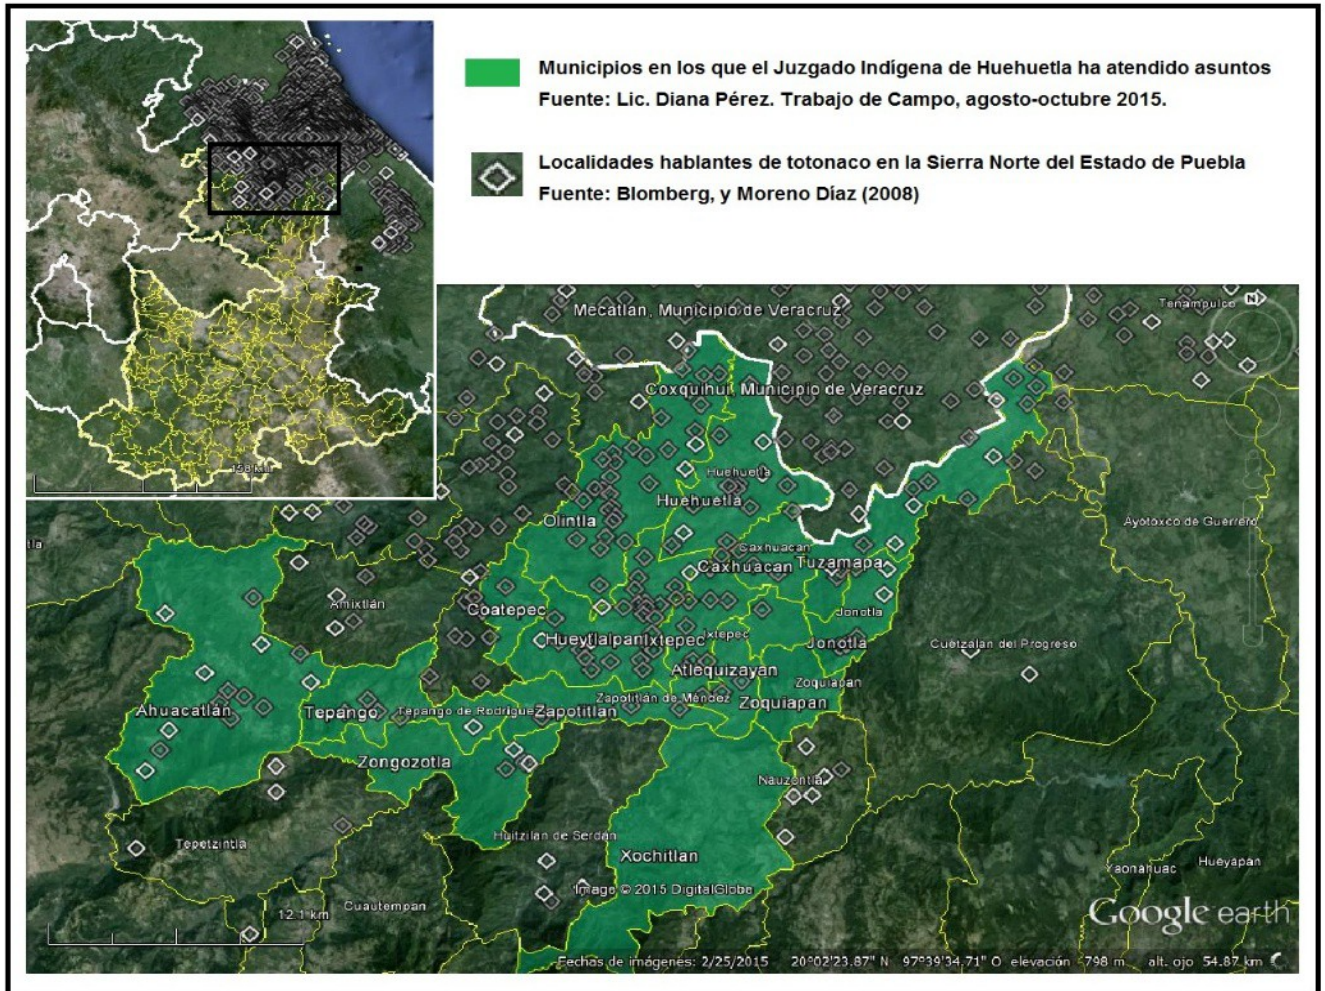 Municipios en los que el Juzgado Indígena de Huehuetla ha atendido asuntos
Fuente: Lic. Diana Pérez. Trabajo de Campo, agosto-octubre 2015.
Localidades hablantes de totonaco en la Sierra Norte del Estado de Puebla
Fuente: Blomberg, y Moreno Díaz (2008)
158 km
Mecatlan, Municipio de Veracruz
Tenampulco
N
Coxquihui, Municipio de Veracruz
Huehuetla
Huehuetla
Olintla
Ayotoxco de Guerrero
tla
Caxhuacan
Caxhuacan
Tuzamapa
Amixtlán
Coatepec
Jonotla
Hueytlalpan
Ixtepec
Ixtepec
Jonotla
Cuetzalan del Progreso
Atlequizayan
Zoquiapan
Zapotitlán de Méndez
Zoquiapan
Ahuacatlán
Tepango
Tepango de Rodrígue
Zapotitlan
Zongozotla
Nauzontla
Huitzilan de Serdán
Tepetzintla
Xochitlan
Yaonahuac
Hueyapan
Image © 2015 DigitalGlobe
Cuautempan
12.1 km
Google earth
Fechas de imágenes: 2/25/2015 20°02'23.87" N 97°39'34.71" O elevación 798 m alt. ojo 54.87 km